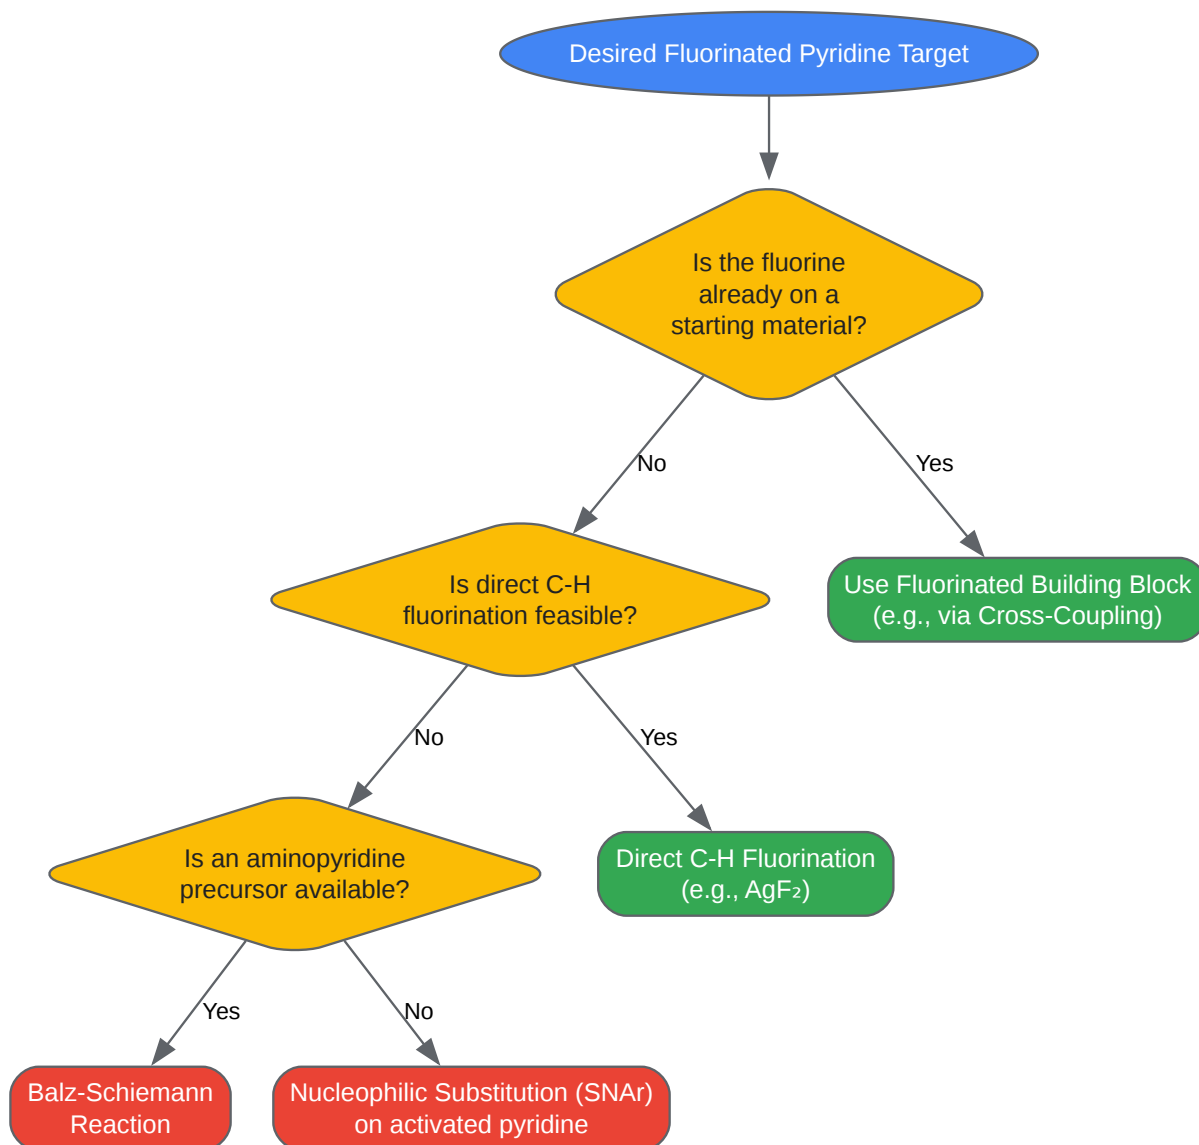 Desired Fluorinated Pyridine Target
Is the fluorine
already on a
starting material?
No
Yes
Is direct C-H
fluorination feasible?
Use Fluorinated Building Block
(e.g., via Cross-Coupling)
No
Yes
Is an aminopyridine
precursor available?
Direct C-H Fluorination
(e.g., AgF₂)
Yes
No
Balz-Schiemann
Reaction
Nucleophilic Substitution (SNAr)
on activated pyridine